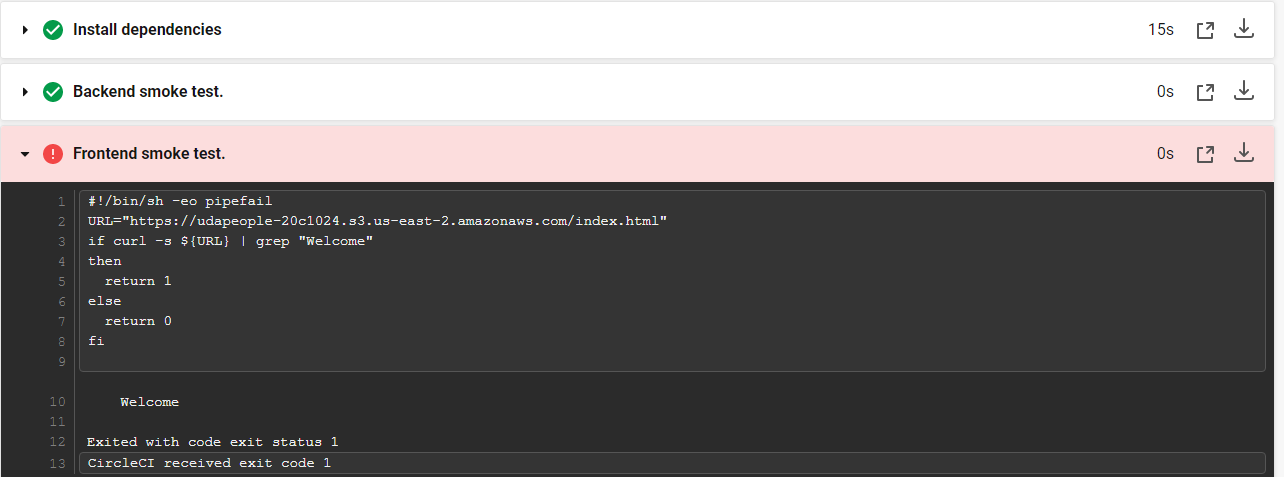 Install dependencies 15s
Backend smoke test. 0s
Frontend smoke test. 0s
1 #!/bin/sh -eo pipefail
2 URL="https://udapeople-20c1024.s3.us-east-2.amazonaws.com/index.html"
3 if curl -s ${URL} | grep "Welcome"
4 then
5 return 1
6 else
7 return 0
8 fi
9
10 Welcome
11
12 Exited with code exit status 1
13 CircleCI received exit code 1